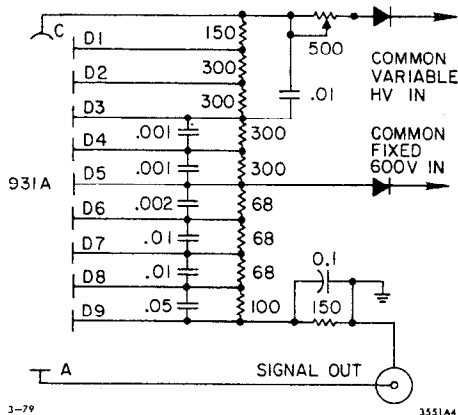 C
150
500
D1
300
D2
300
COMMON
VARIABLE
HV IN
.01
D3
.001
300
D4
.001
300
COMMON
FIXED
600V IN
931A
D5
.002
68
D6
.01
68
D7
.01
68
0.1
D8
.05
100
150
D9
A
SIGNAL OUT
3-79
3551A4